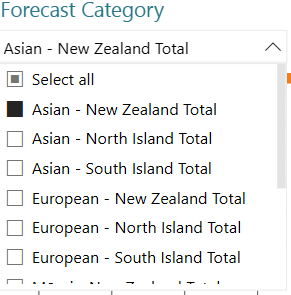 Forecast Category
Asian - New Zealand Total
Select all
Asian - New Zealand Total
Asian - North Island Total
Asian - South Island Total
European - New Zealand Total
European - North Island Total
European - South Island Total